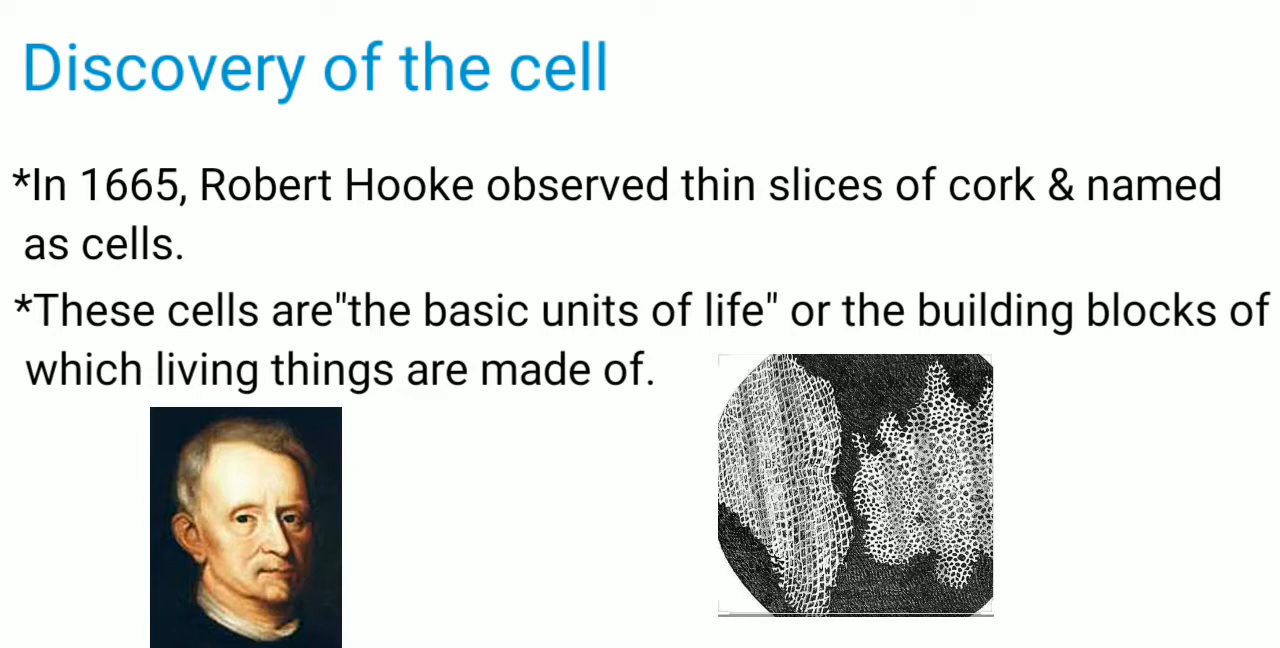 Discovery of the cell
*In 1665, Robert Hooke observed thin slices of cork & named
as cells.
*These cells are"the basic units of life" or the building blocks of
which living things are made of.